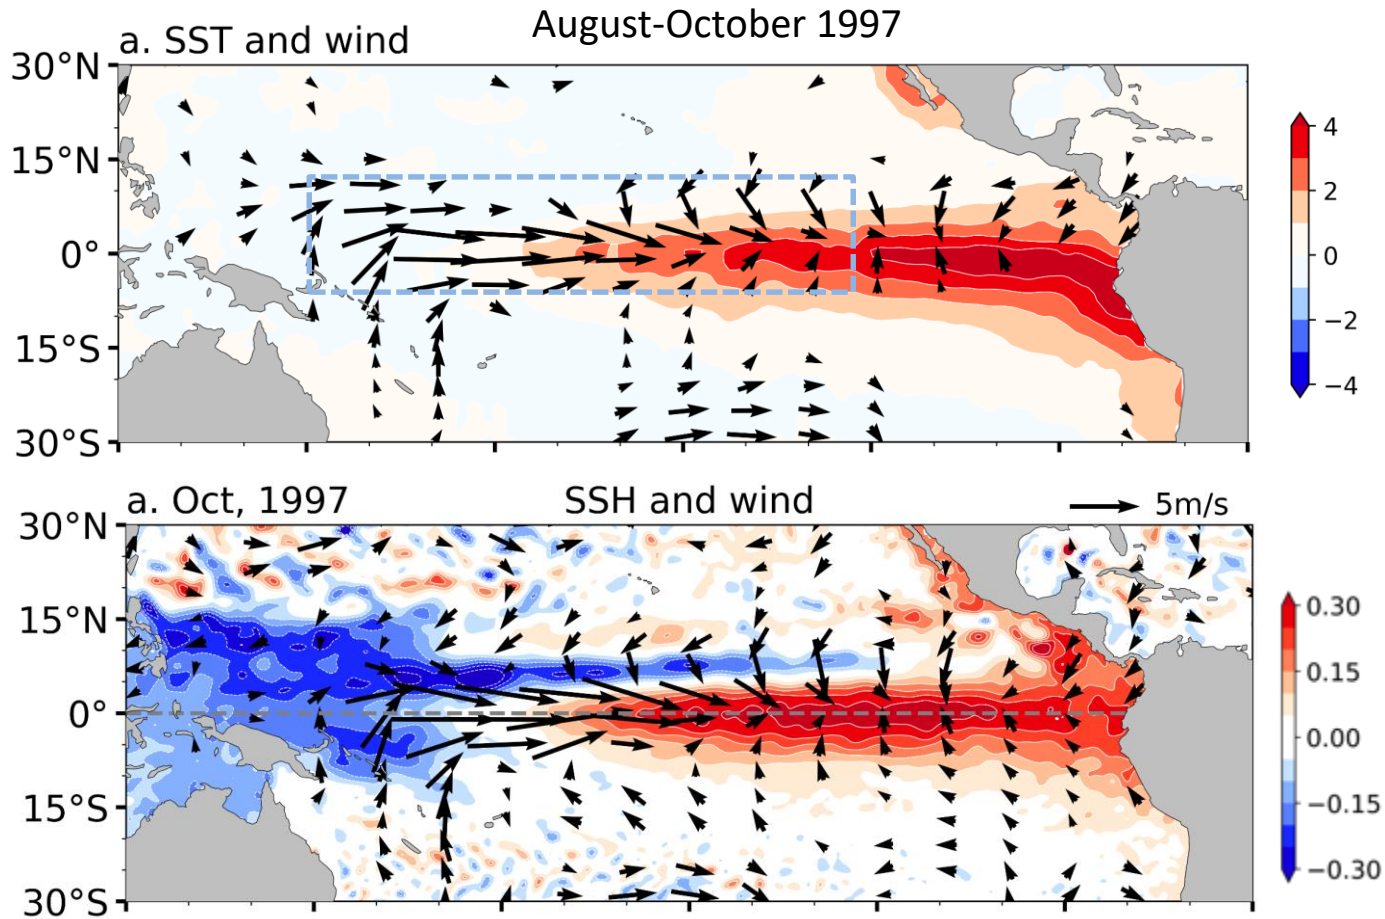 August-October 1997
a. SST and wind
30°N
15°N
0°
15°S
30°S
4
2
0
−2
−4
a. Oct, 1997 SSH and wind 5m/s
30°N
15°N
0°
15°S
30°S
0.30
0.15
0.00
−0.15
−0.30